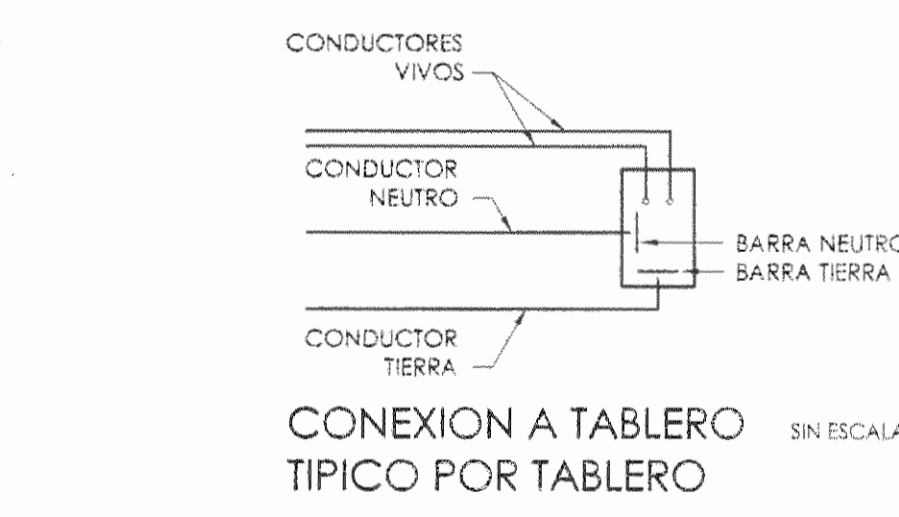 CONDUCTORES
VIVOS
CONDUCTOR
NEUTRO
BARRA NEUTRO
BARRA TIERRA
CONDUCTOR
TIERRA
CONEXION A TABLERO
SIN ESCALA
TIPICO POR TABLERO